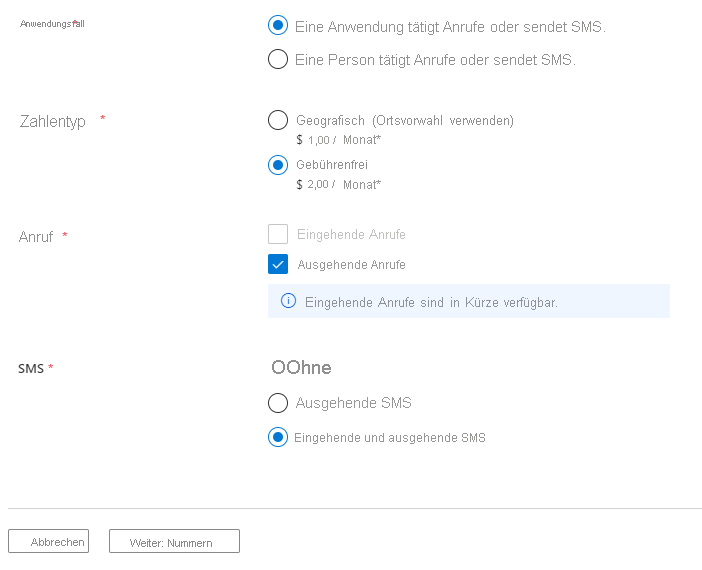 Anwendungsfall*
Eine Anwendung tätigt Anrufe oder sendet SMS.
Eine Person tätigt Anrufe oder sendet SMS.
Zahlentyp *
Geografisch (Ortsvorwahl verwenden)
$ 1,00 / Monat*
Gebührenfrei
$ 2,00 / Monat*
Anruf *
Eingehende Anrufe
Ausgehende Anrufe
Eingehende Anrufe sind in Kürze verfügbar.
SMS *
OOhne
Ausgehende SMS
Eingehende und ausgehende SMS
Abbrechen
Weiter: Nummern